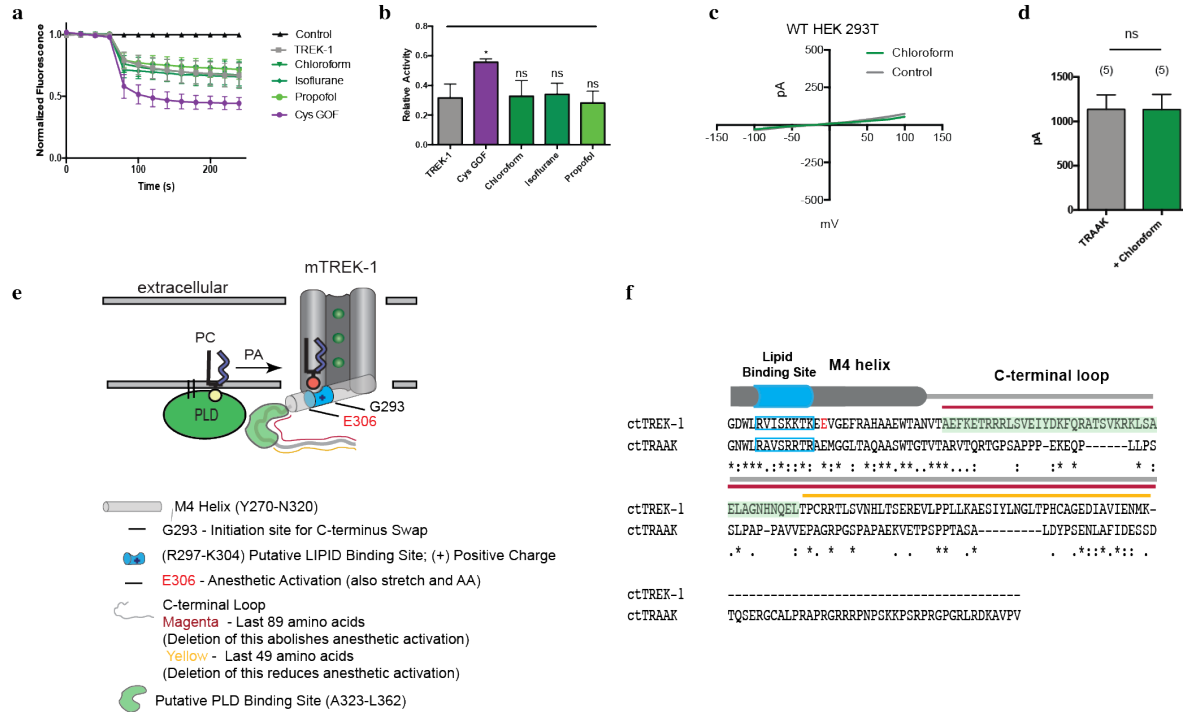 a
Normalized Fluorescence
1.0
0.5
0.0
0
100
200
Time (s)
Control
TREK-1
Chloroform
Isoflurane
Propofol
Cys GOF
b
Relative Activity
0.8
0.6
0.4
0.2
0.0
*
ns
ns
ns
TREK-1
Cys GOF
Chloroform
Isoflurane
Propofol
c
WT HEK 293T
500
250
-250
-500
pA
-150
-100
-50
50
100
150
mV
Chloroform
Control
d
ns
(5)
(5)
1500
1000
500
0
pA
TRAAK
+ Chloroform
e
mTREK-1
extracellular
PC
PA
PLD
G293
E306
M4 Helix (Y270-N320)
G293 - Initiation site for C-terminus Swap
(R297-K304) Putative LIPID Binding Site; (+) Positive Charge
E306 - Anesthetic Activation (also stretch and AA)
C-terminal Loop
Magenta - Last 89 amino acids
(Deletion of this abolishes anesthetic activation)
Yellow - Last 49 amino acids
(Deletion of this reduces anesthetic activation)
Putative PLD Binding Site (A323-L362)
f
Lipid
Binding Site
M4 helix
C-terminal loop
ctTREK-1 GDWLRVISKKTKEEVGEFRAHAAEWTANVTAEFKETRRRLSVEIYDKFQRATSVKRKLSA
ctTRAAK GNWLRAVSRRTRAEMGGLTAQAASWTGTVTARVTQRTGPSAPPP-EKEQP------LLPS
ctTREK-1 ELAGNHNQELTPCRRTLSVNHLTSEREVLPPLLKAESIYLNGLTPHCAGEDIAVIENMK-
ctTRAAK SLPAP-PAVVEPAGRPGSPAPAEKVETPSPPTASA---------LDYPSENLAFIDESSD
ctTREK-1 -----------------------------------------
ctTRAAK TQSERGCALPRAPRGRRRPNPSKKPSRPRGPGRLRDKAVPV